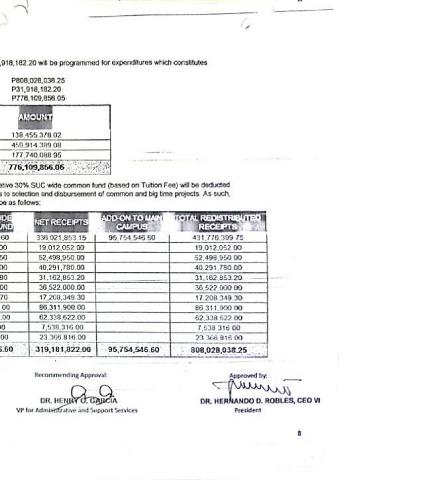 ,918,182.20 will be programmed for expenditures which constitutes
P808,028,038.25
P31,918,182.20
P776,109,856.05
AMOUNT
138,455,378.02
459,914,389.08
177,740,088.95
776,109,856.05
ative 30% SUC wide common fund (based on Tuition Fee) will be deducted
s to selection and disbursement of common and big time projects. As such,
be as follows:
NET RECEIPTS ADD-ON TO MAIN CAMPUS TOTAL REDISTRIBUTED RECEIPTS
60 336,021,853.15 95,754,546.60 431,776,399.75
00 19,012,052.00 19,012,052.00
50 52,498,950.00 52,498,950.00
00 40,291,780.00 40,291,780.00
80 31,162,853.20 31,162,853.20
00 36,522,000.00 36,522,000.00
70 17,208,349.30 17,208,349.30
00 86,311,900.00 86,311,900.00
00 62,338,622.00 62,338,622.00
00 7,538,316.00 7,538,316.00
00 23,366,816.00 23,366,816.00
6.60 319,181,822.00 95,754,546.60 808,028,038.25
Recommending Approval: Approved by:
DR. HENRY O. GARCIA DR. HERNANDO D. ROBLES, CEO VI
VP for Administrative and Support Services President
8